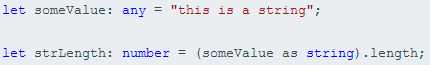 let someValue: any = "this is a string";
let strLength: number = (someValue as string).length;